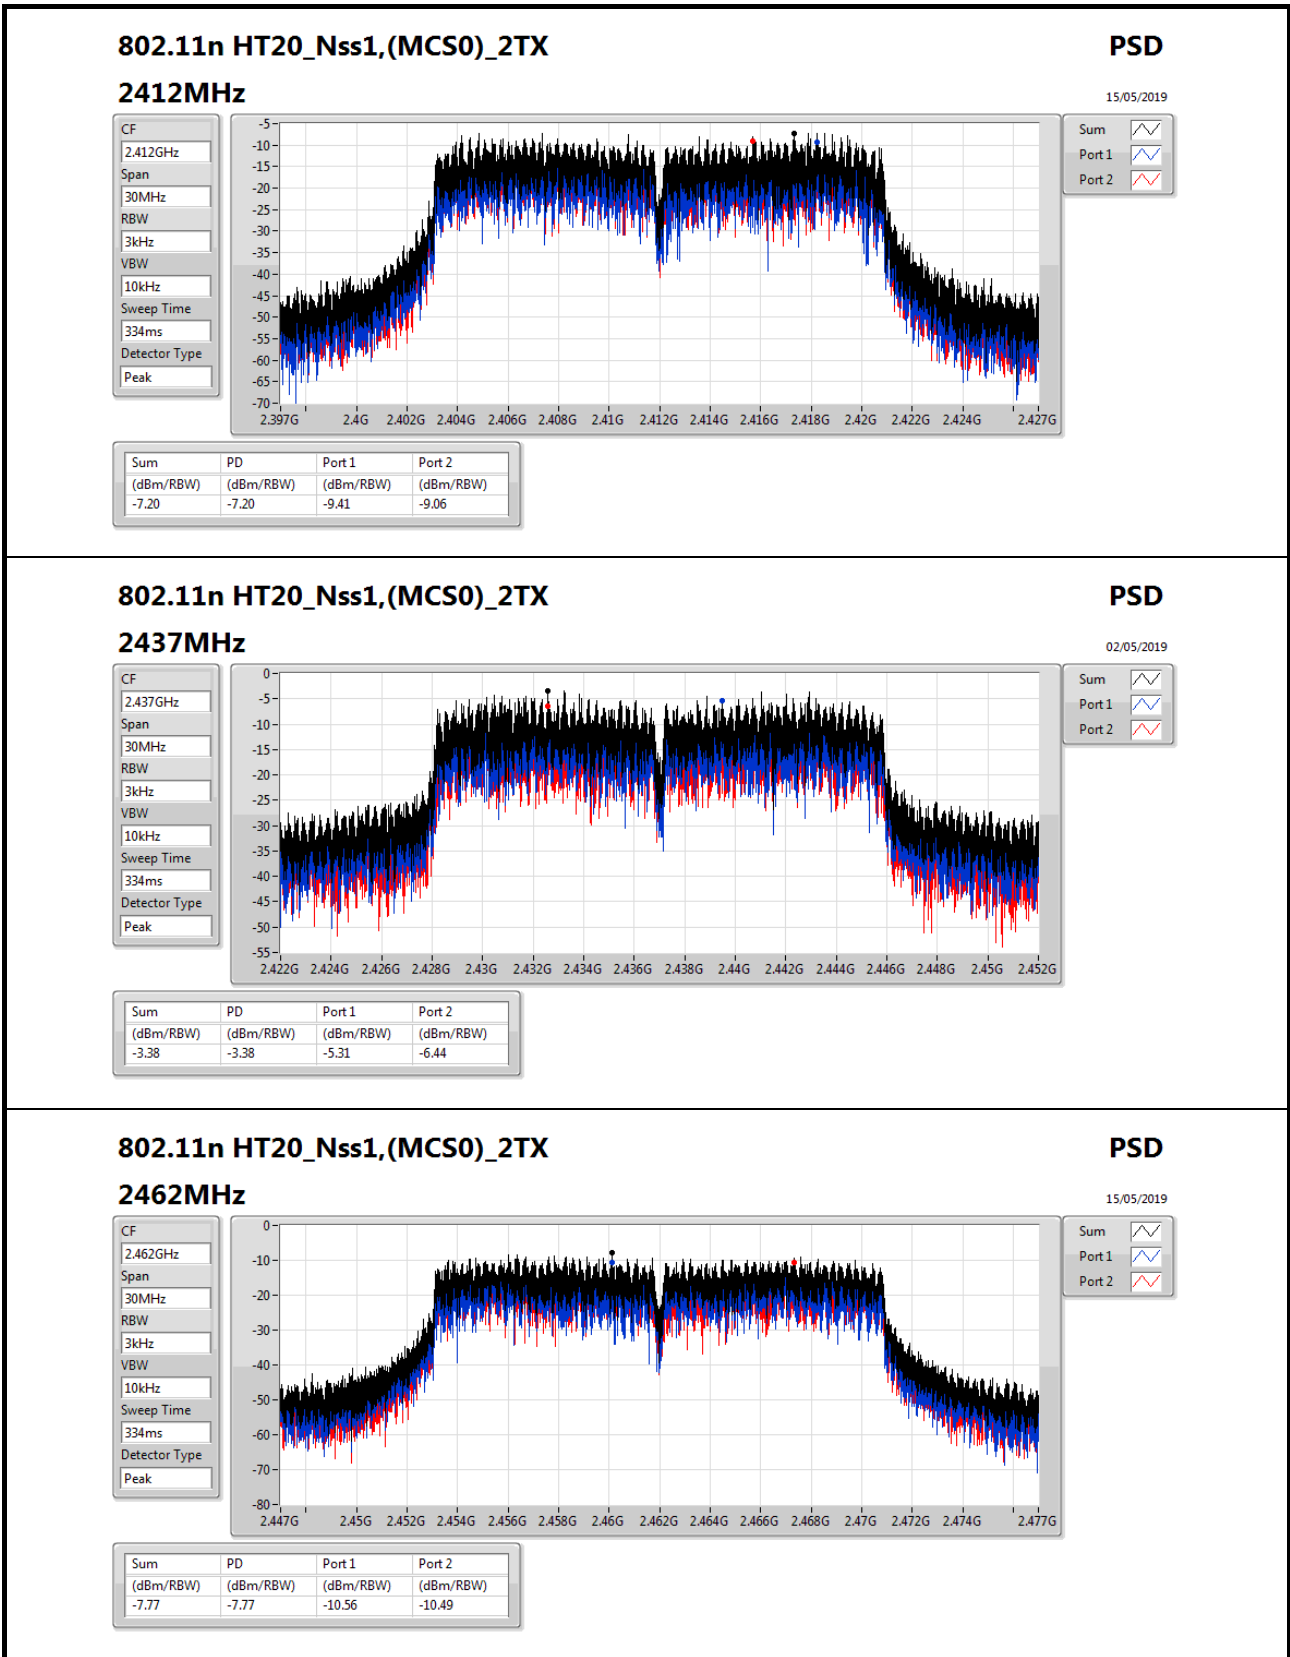 802.11n HT20_Nss1,(MCS0)_2TX PSD
2412MHz 15/05/2019
CF
2.412GHz
Span
30MHz
RBW
3kHz
VBW
10kHz
Sweep Time
334ms
Detector Type
Peak
-5
-10
-15
-20
-25
-30
-35
-40
-45
-50
-55
-60
-65
-70
2.397G 2.4G 2.402G 2.404G 2.406G 2.408G 2.41G 2.412G 2.414G 2.416G 2.418G 2.42G 2.422G 2.424G 2.427G
Sum
Port 1
Port 2
Sum PD Port 1 Port 2
(dBm/RBW) (dBm/RBW) (dBm/RBW) (dBm/RBW)
-7.20 -7.20 -9.41 -9.06
802.11n HT20_Nss1,(MCS0)_2TX PSD
2437MHz 02/05/2019
CF
2.437GHz
Span
30MHz
RBW
3kHz
VBW
10kHz
Sweep Time
334ms
Detector Type
Peak
0
-5
-10
-15
-20
-25
-30
-35
-40
-45
-50
-55
2.422G 2.424G 2.426G 2.428G 2.43G 2.432G 2.434G 2.436G 2.438G 2.44G 2.442G 2.444G 2.446G 2.448G 2.45G 2.452G
Sum
Port 1
Port 2
Sum PD Port 1 Port 2
(dBm/RBW) (dBm/RBW) (dBm/RBW) (dBm/RBW)
-3.38 -3.38 -5.31 -6.44
802.11n HT20_Nss1,(MCS0)_2TX PSD
2462MHz 15/05/2019
CF
2.462GHz
Span
30MHz
RBW
3kHz
VBW
10kHz
Sweep Time
334ms
Detector Type
Peak
0
-10
-20
-30
-40
-50
-60
-70
-80
2.447G 2.45G 2.452G 2.454G 2.456G 2.458G 2.46G 2.462G 2.464G 2.466G 2.468G 2.47G 2.472G 2.474G 2.477G
Sum
Port 1
Port 2
Sum PD Port 1 Port 2
(dBm/RBW) (dBm/RBW) (dBm/RBW) (dBm/RBW)
-7.77 -7.77 -10.56 -10.49